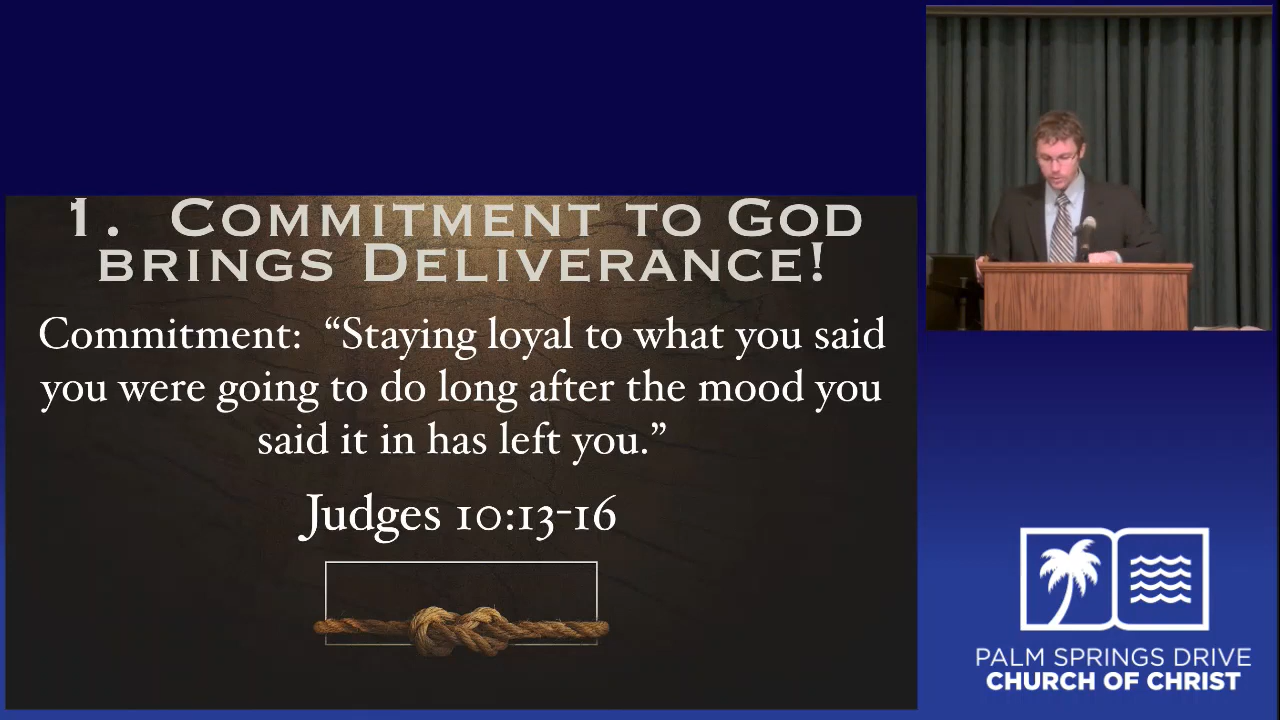 1. Commitment to God
brings Deliverance!
Commitment: “Staying loyal to what you said
you were going to do long after the mood you
said it in has left you.”
Judges 10:13-16
PALM SPRINGS DRIVE
CHURCH OF CHRIST